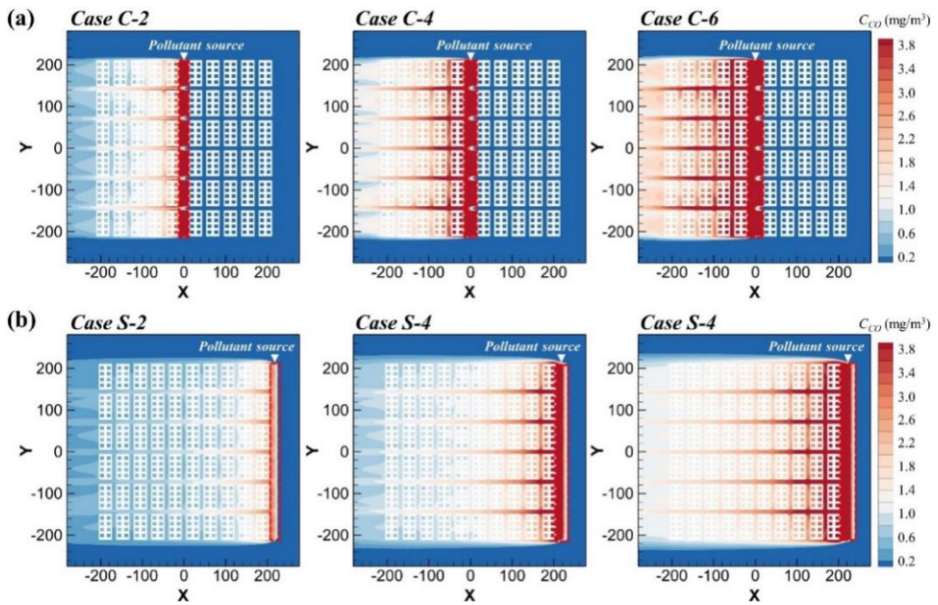 (a)
Case C-2
Case C-4
Case C-6
C_CO (mg/m³)
Pollutant source
Pollutant source
Pollutant source
Y
200
100
0
-100
-200
-200 -100 0 100 200
X
Y
200
100
0
-100
-200
-200 -100 0 100 200
X
Y
200
100
0
-100
-200
-200 -100 0 100 200
X
3.8
3.4
3.0
2.6
2.2
1.8
1.4
1.0
0.6
0.2
(b)
Case S-2
Case S-4
Case S-4
C_CO (mg/m³)
Pollutant source
Pollutant source
Pollutant source
Y
200
100
0
-100
-200
-200 -100 0 100 200
X
Y
200
100
0
-100
-200
-200 -100 0 100 200
X
Y
200
100
0
-100
-200
-200 -100 0 100 200
X
3.8
3.4
3.0
2.6
2.2
1.8
1.4
1.0
0.6
0.2